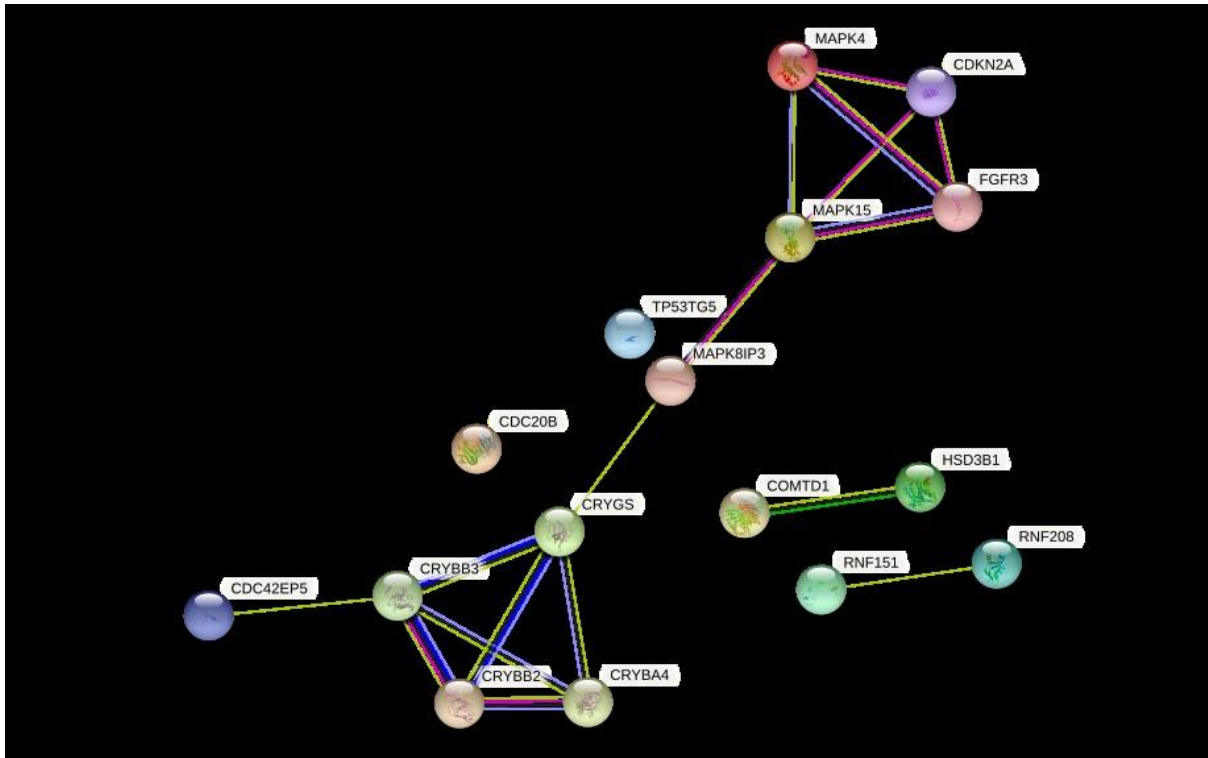 MAPK4
CDKN2A
FGFR3
MAPK15
TP53TG5
MAPK8IP3
CDC20B
HSD3B1
COMTD1
CRYGS
RNF208
RNF151
CRYBB3
CDC42EP5
CRYBB2
CRYBA4